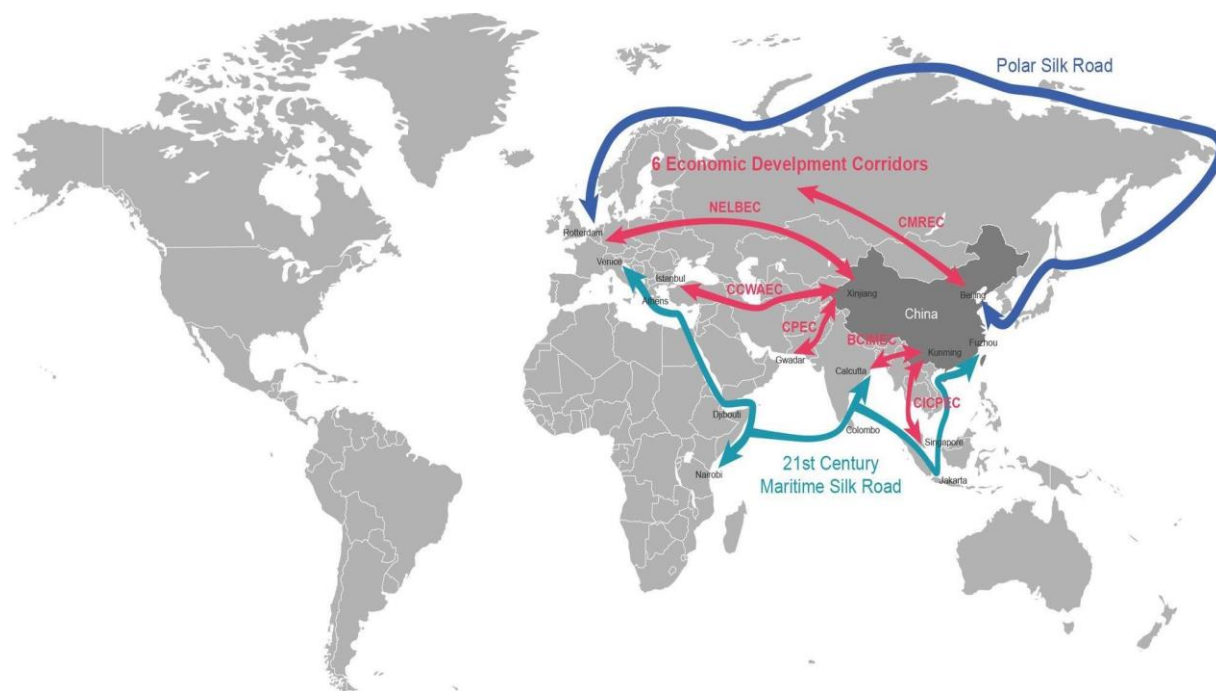 Polar Silk Road
6 Economic Develpment Corridors
NELBEC
CMREC
Rotterdam
Venice
Istanbul
Athens
CCWAEC
Xinjiang
Beijing
China
CPEC
BCIMEC
Fuzhou
Gwadar
Kunming
Calcutta
CICPEC
Djibouti
Colombo
Singapore
Nairobi
21st Century
Maritime Silk Road
Jakarta